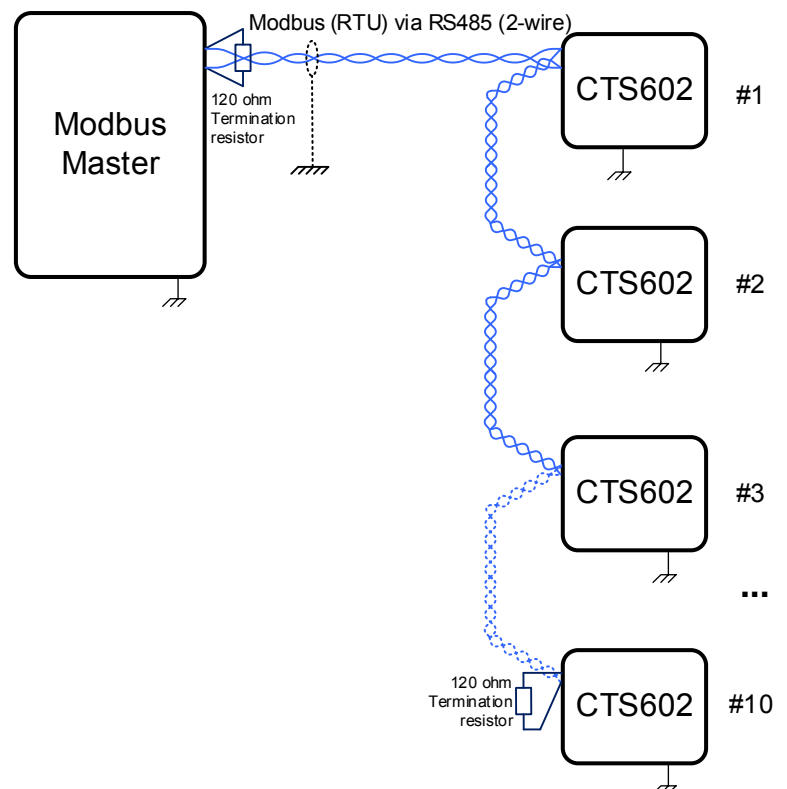 Modbus (RTU) via RS485 (2-wire)
120 ohm
Termination
resistor
Modbus
Master
CTS602
#1
CTS602
#2
CTS602
#3
...
120 ohm
Termination
resistor
CTS602
#10